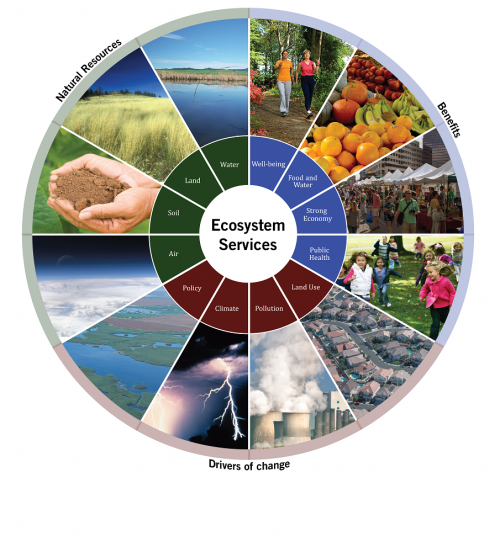 Natural Resources
Benefits
Water
Well-being
Land
Food and
Water
Soil
Strong
Economy
Ecosystem
Services
Air
Public
Health
Policy
Land Use
Climate
Pollution
Drivers of change